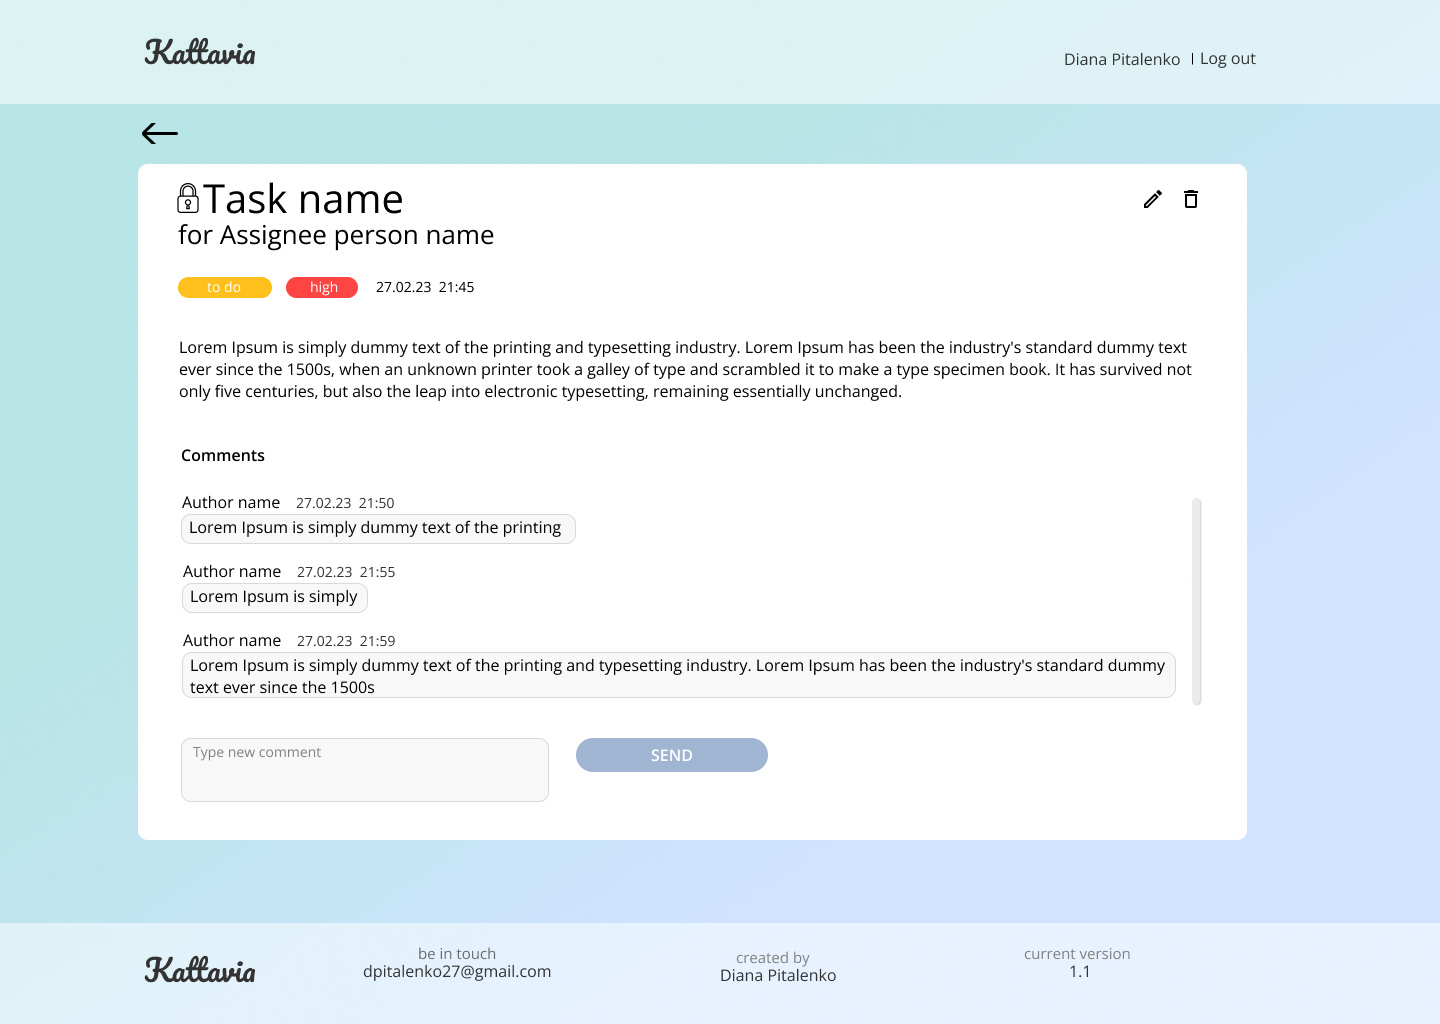 Kattavia
Diana Pitalenko | Log out
Task name
for Assignee person name
to do high 27.02.23 21:45
Lorem Ipsum is simply dummy text of the printing and typesetting industry. Lorem Ipsum has been the industry's standard dummy text
ever since the 1500s, when an unknown printer took a galley of type and scrambled it to make a type specimen book. It has survived not
only five centuries, but also the leap into electronic typesetting, remaining essentially unchanged.
Comments
Author name 27.02.23 21:50
Lorem Ipsum is simply dummy text of the printing
Author name 27.02.23 21:55
Lorem Ipsum is simply
Author name 27.02.23 21:59
Lorem Ipsum is simply dummy text of the printing and typesetting industry. Lorem Ipsum has been the industry's standard dummy
text ever since the 1500s
Type new comment
SEND
Kattavia
be in touch
dpitalenko27@gmail.com
created by
Diana Pitalenko
current version
1.1